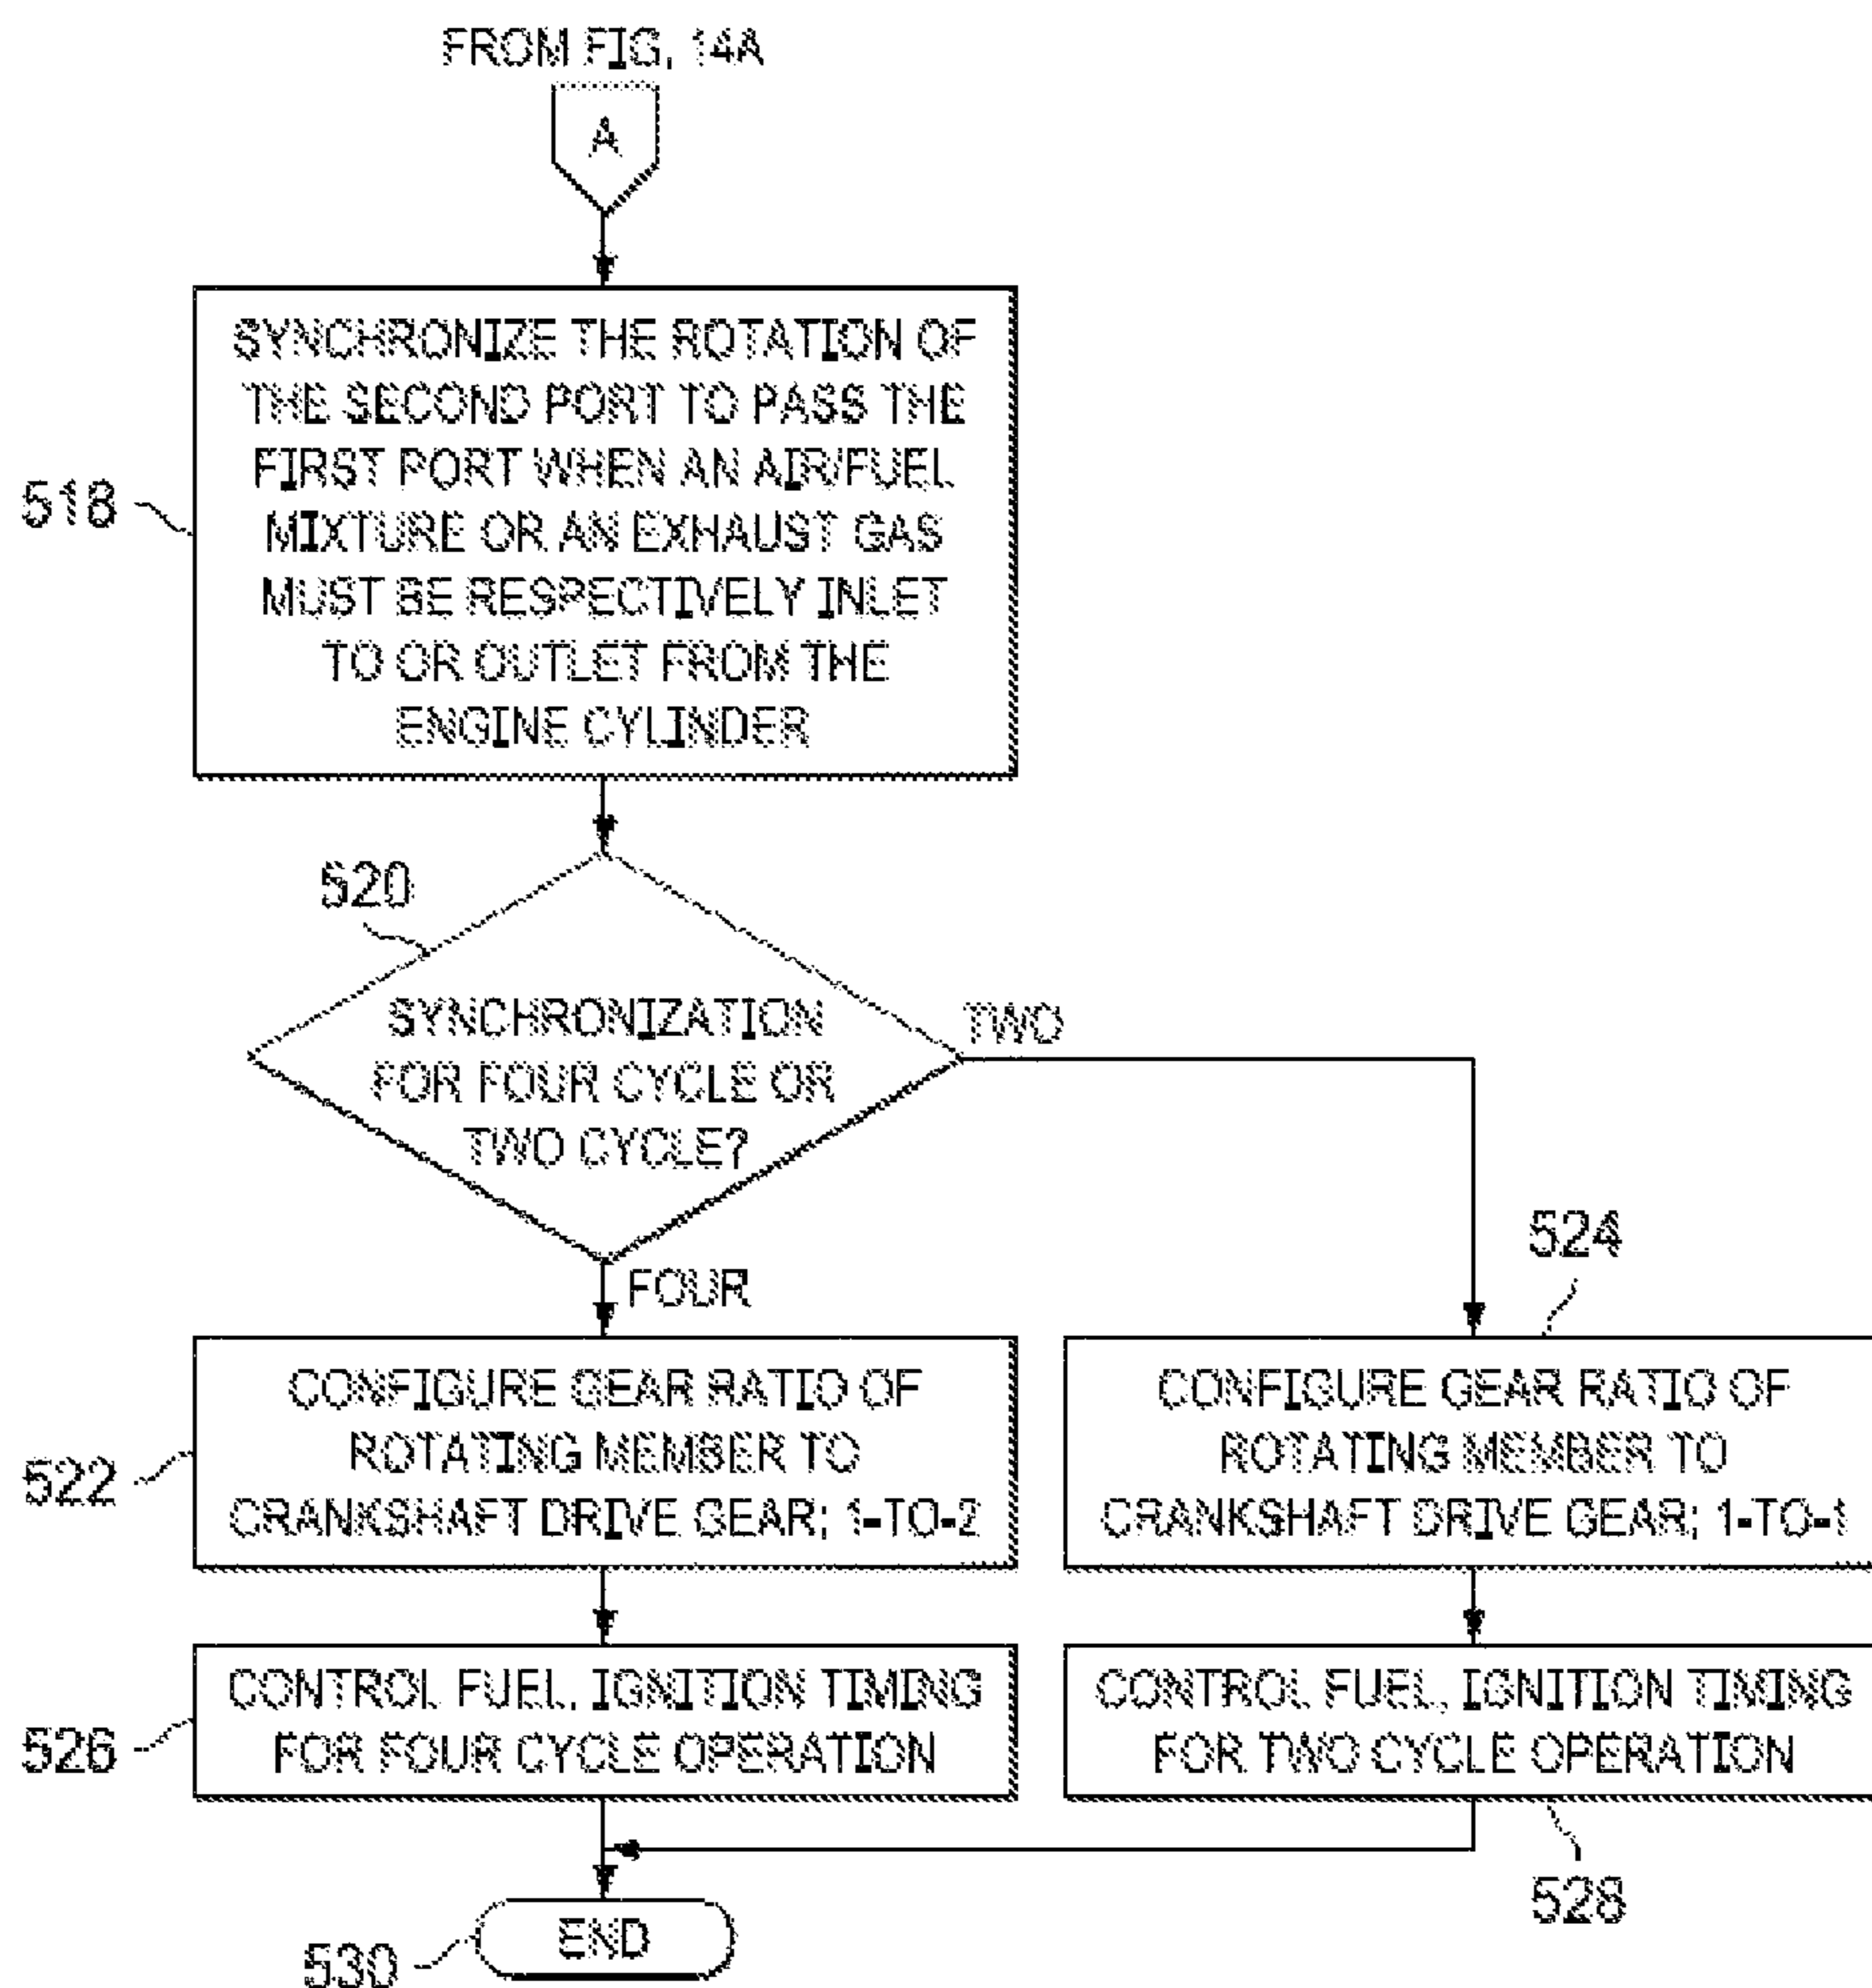 FROM FIG. 14A
A
SYNCHRONIZE THE ROTATION OF
THE SECOND PORT TO PASS THE
FIRST PORT WHEN AN AIR/FUEL
MIXTURE OR AN EXHAUST GAS
MUST BE RESPECTIVELY INLET
TO OR OUTLET FROM THE
ENGINE CYLINDER
518
520
SYNCHRONIZATION
FOR FOUR CYCLE OR
TWO CYCLE?
TWO
FOUR
524
CONFIGURE GEAR RATIO OF
ROTATING MEMBER TO
CRANKSHAFT DRIVE GEAR; 1-TO-2
522
CONFIGURE GEAR RATIO OF
ROTATING MEMBER TO
CRANKSHAFT DRIVE GEAR; 1-TO-1
CONTROL FUEL, IGNITION TIMING
FOR FOUR CYCLE OPERATION
526
CONTROL FUEL, IGNITION TIMING
FOR TWO CYCLE OPERATION
528
END
530